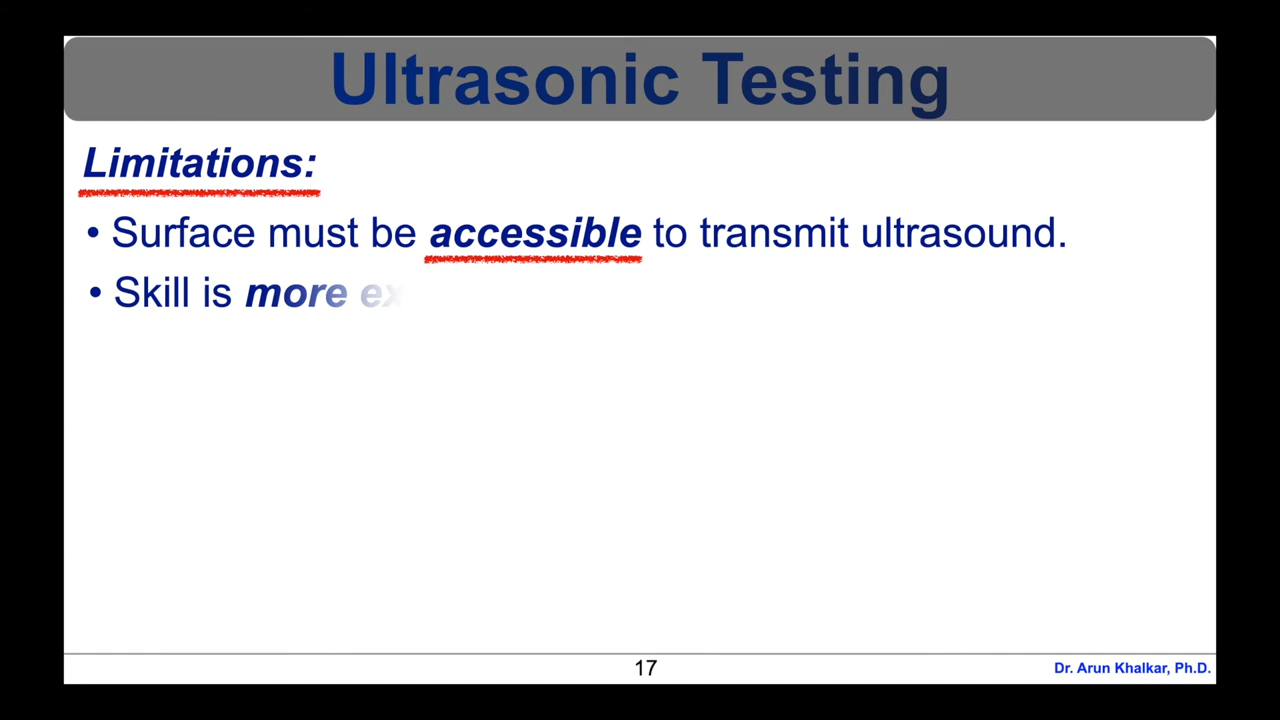 Ultrasonic Testing
Limitations:
• Surface must be accessible to transmit ultrasound.
• Skill is more
17
Dr. Arun Khalkar, Ph.D.